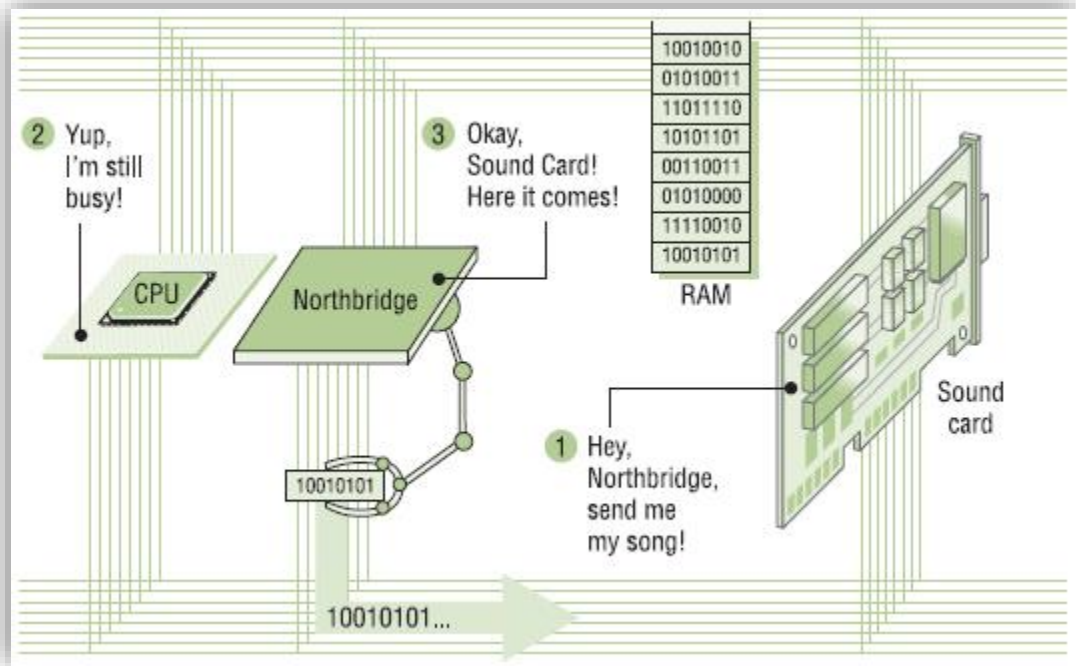 10010010
01010011
11011110
10101101
00110011
01010000
11110010
10010101
RAM
2 Yup,
I'm still
busy!
3 Okay,
Sound Card!
Here it comes!
CPU
Northbridge
Sound
card
1 Hey,
Northbridge,
send me
my song!
10010101
10010101...